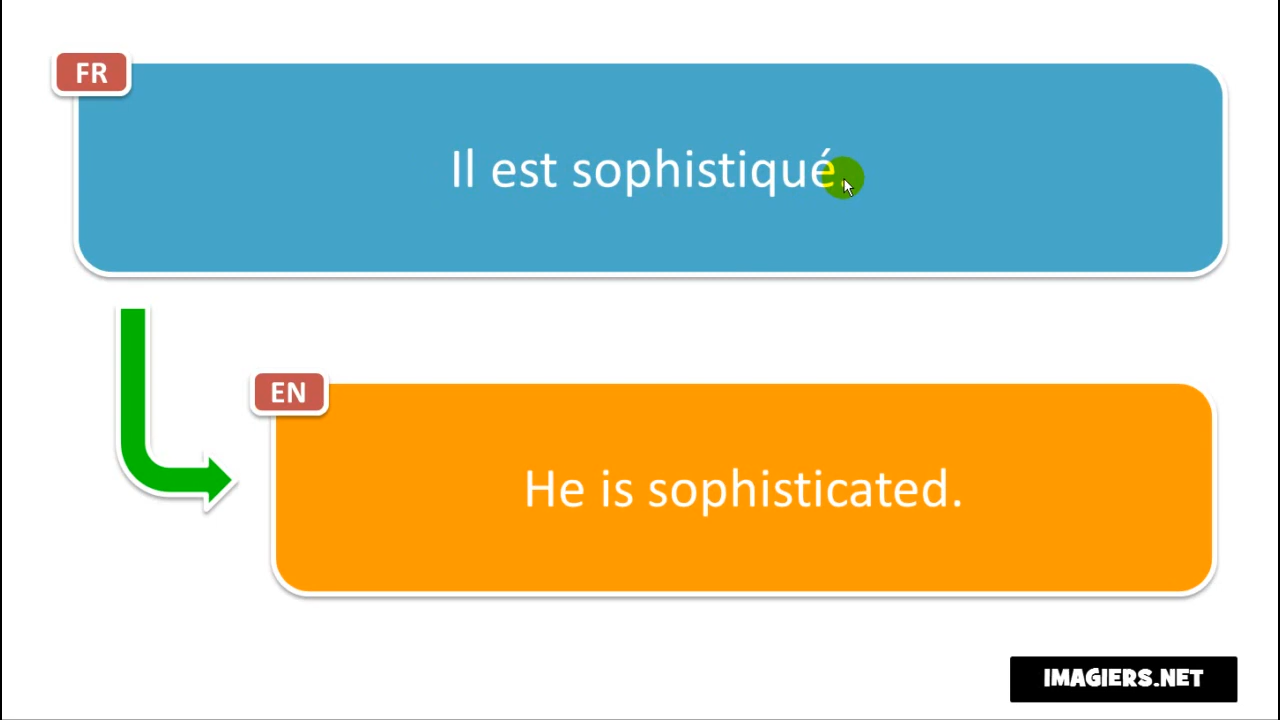 FR
Il est sophistiqué.
EN
He is sophisticated.
IMAGIERS.NET